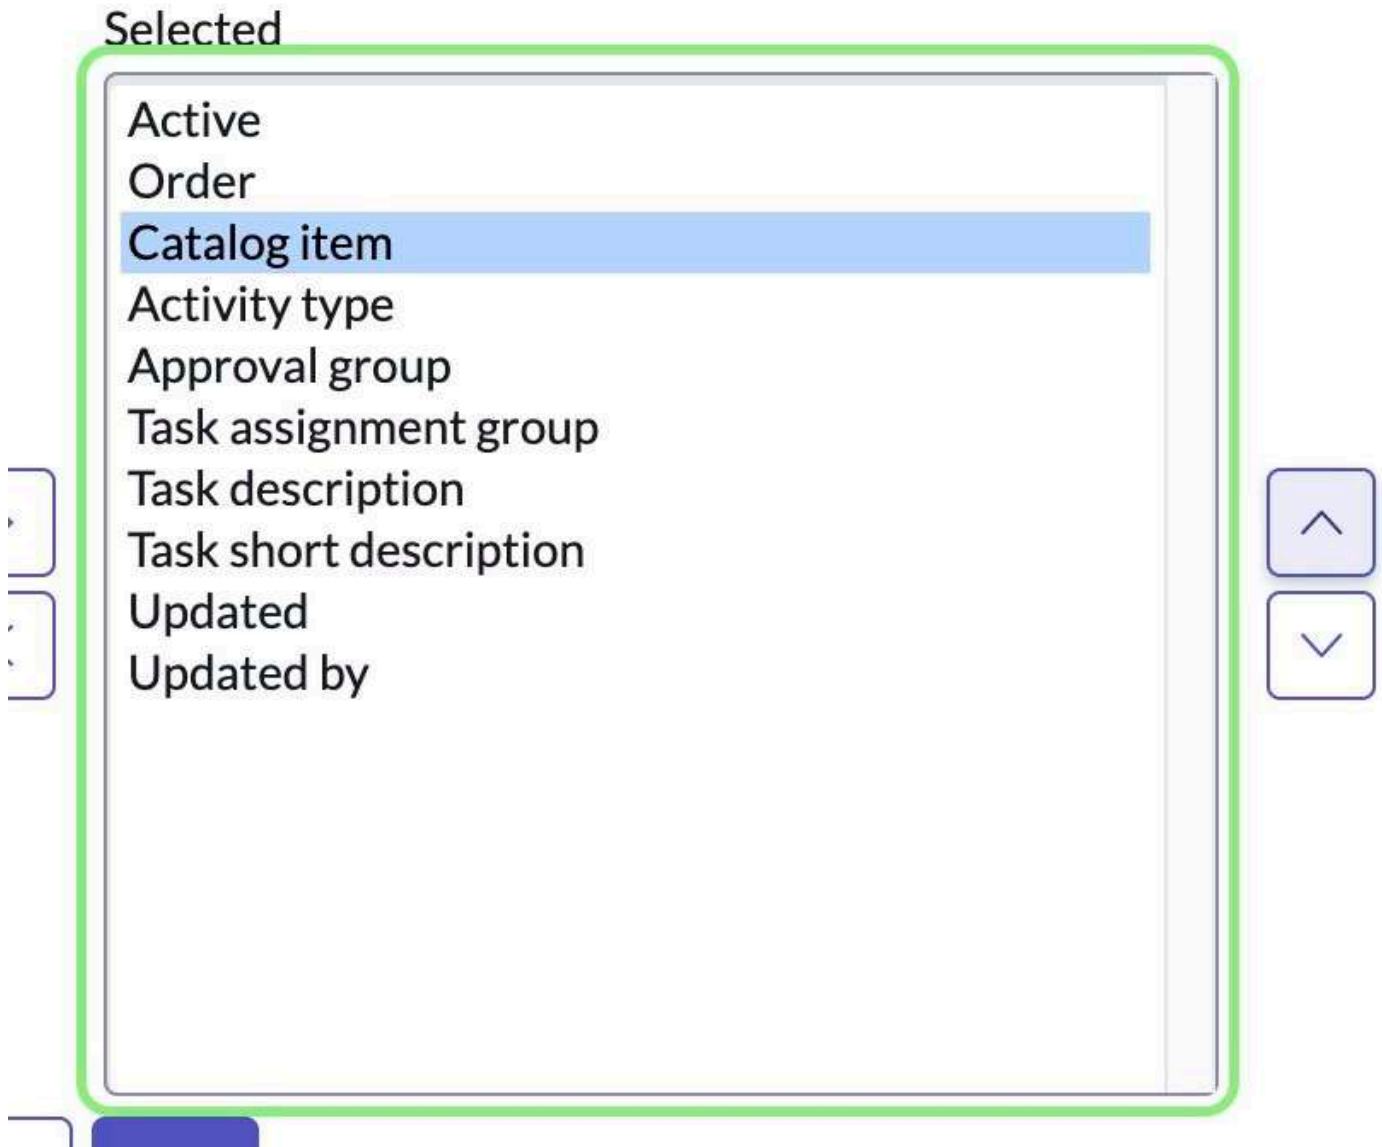 Selected
Active
Order
Catalog item
Activity type
Approval group
Task assignment group
Task description
Task short description
Updated
Updated by